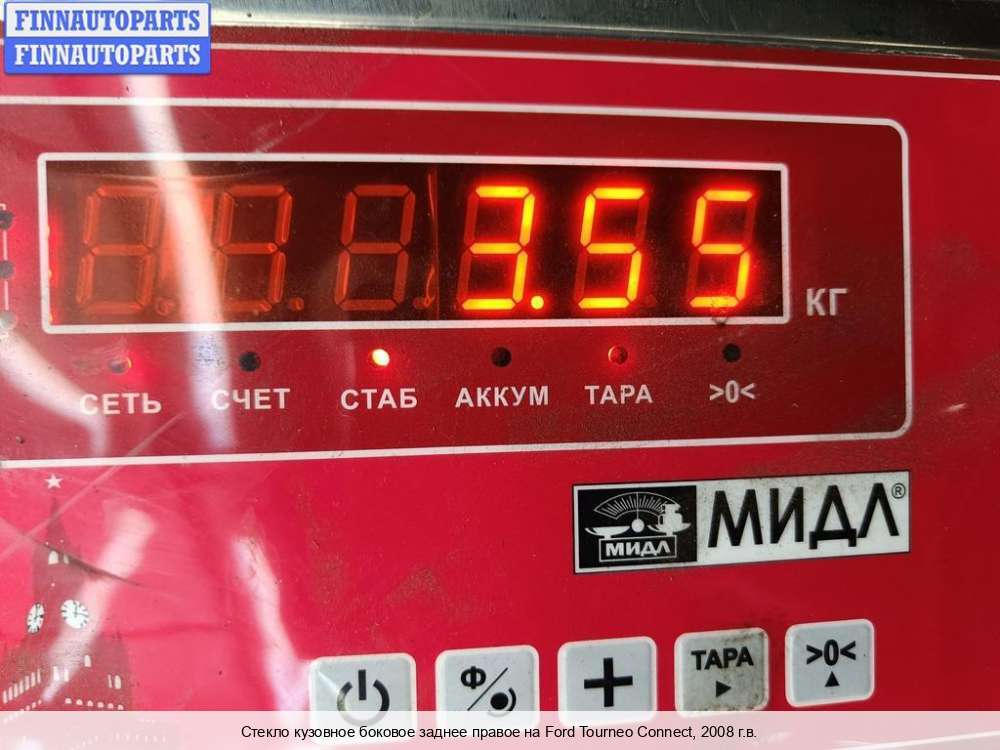 FINNAUTOPARTS
FINNAUTOPARTS
3.55
КГ
СЕТЬ СЧЕТ СТАБ АККУМ ТАРА >0<
МИДЛ МИДЛ®
Ф ТАРА >0<
Стекло кузовное боковое заднее правое на Ford Tourneo Connect, 2008 г.в.